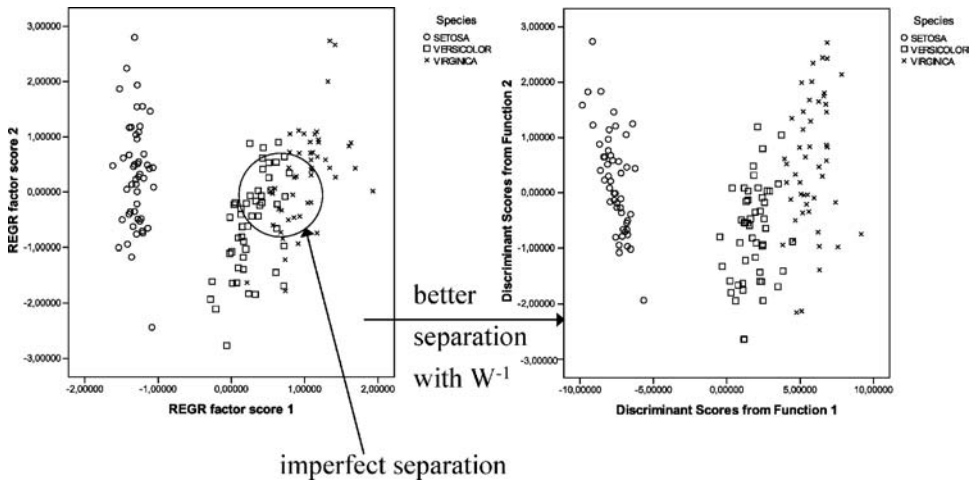 Species
SETOSA
VERSICOLOR
VIRGINICA
REGR factor score 2
3,00000
2,00000
1,00000
,00000
-1,00000
-2,00000
-3,00000
-2,00000 -1,00000 ,00000 1,00000 2,00000
REGR factor score 1
better
separation
with W⁻¹
imperfect separation
Species
SETOSA
VERSICOLOR
VIRGINICA
Discriminant Scores from Function 2
3,00000
2,00000
1,00000
,00000
-1,00000
-2,00000
-3,00000
-10,00000 -5,00000 ,00000 5,00000 10,00000
Discriminant Scores from Function 1